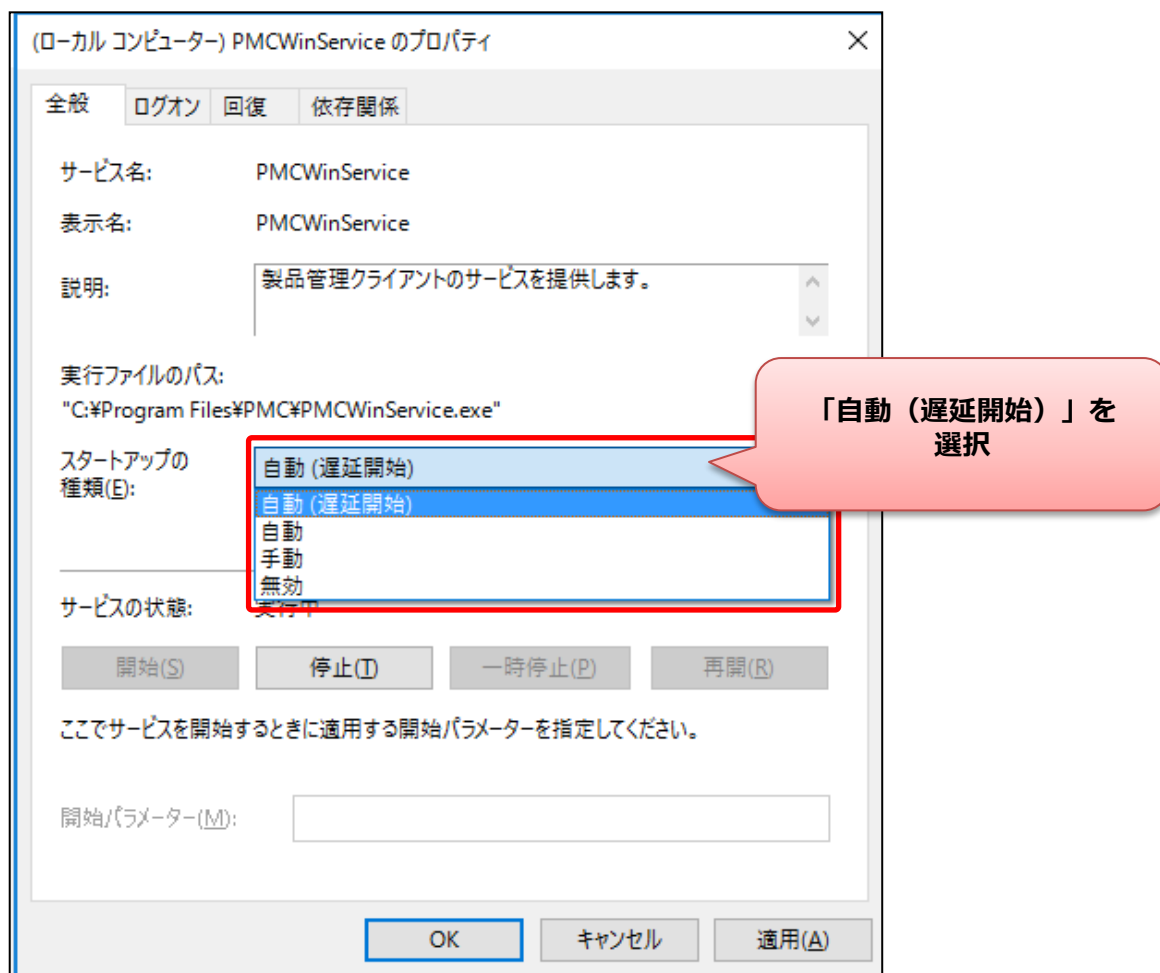 (ローカル コンピューター) PMCWinService のプロパティ
全般 ログオン 回復 依存関係
サービス名: PMCWinService
表示名: PMCWinService
説明: 製品管理クライアントのサービスを提供します。
実行ファイルのパス:
"C:¥Program Files¥PMC¥PMCWinService.exe"
「自動（遅延開始）」を
選択
スタートアップの
種類(E):
自動 (遅延開始)
自動 (遅延開始)
自動
手動
無効
サービスの状態: 実行中
開始(S) 停止(T) 一時停止(P) 再開(R)
ここでサービスを開始するときに適用する開始パラメーターを指定してください。
開始パラメーター(M):
OK キャンセル 適用(A)